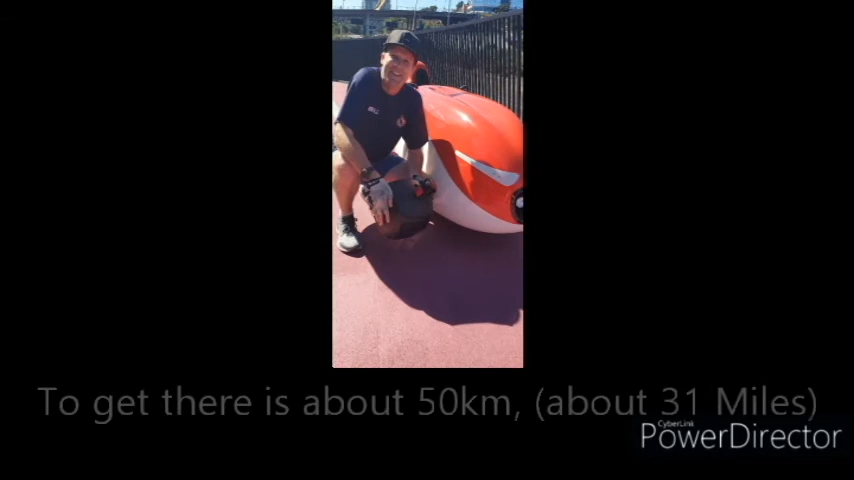 To get there is about 50km, (about 31 Miles)
CyberLink
PowerDirector